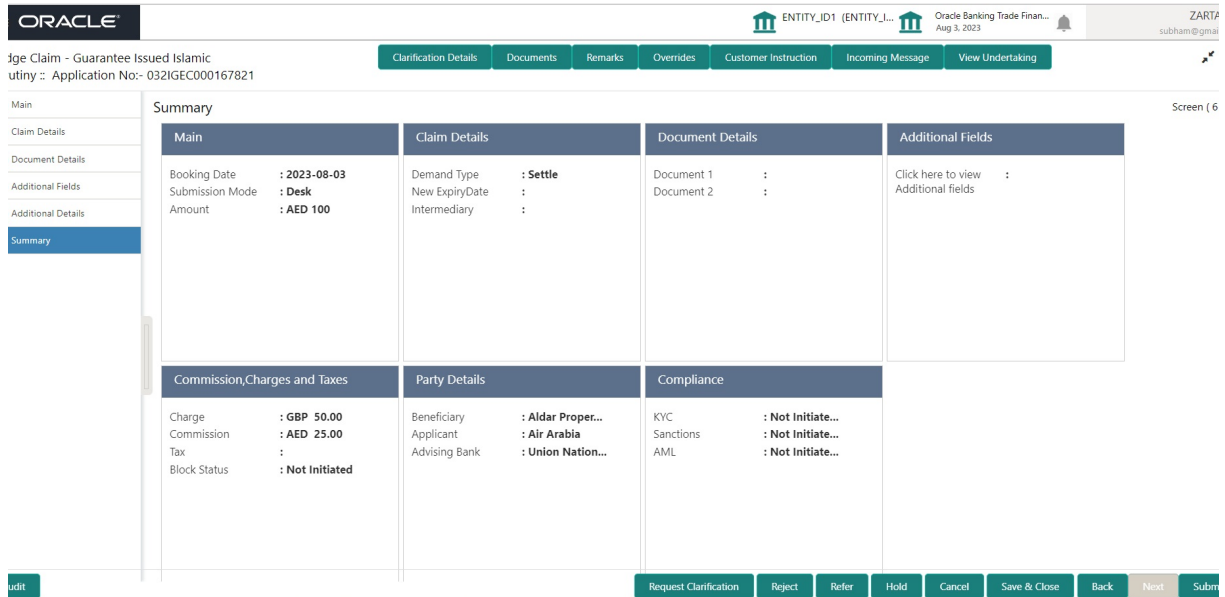 ORACLE
ENTITY_ID1 (ENTITY_I...
Oracle Banking Trade Finan...
Aug 3, 2023
ZARTA
subham@gmai
dge Claim - Guarantee Issued Islamic
utiny :: Application No:- 032IGEC000167821
Clarification Details
Documents
Remarks
Overrides
Customer Instruction
Incoming Message
View Undertaking
Main
Claim Details
Document Details
Additional Fields
Additional Details
Summary
Summary
Screen ( 6
Main
Booking Date : 2023-08-03
Submission Mode : Desk
Amount : AED 100
Claim Details
Demand Type : Settle
New ExpiryDate :
Intermediary :
Document Details
Document 1 :
Document 2 :
Additional Fields
Click here to view :
Additional fields
Commission,Charges and Taxes
Charge : GBP 50.00
Commission : AED 25.00
Tax :
Block Status : Not Initiated
Party Details
Beneficiary : Aldar Proper...
Applicant : Air Arabia
Advising Bank : Union Nation...
Compliance
KYC : Not Initiate...
Sanctions : Not Initiate...
AML : Not Initiate...
udit
Request Clarification
Reject
Refer
Hold
Cancel
Save & Close
Back
Next
Subm